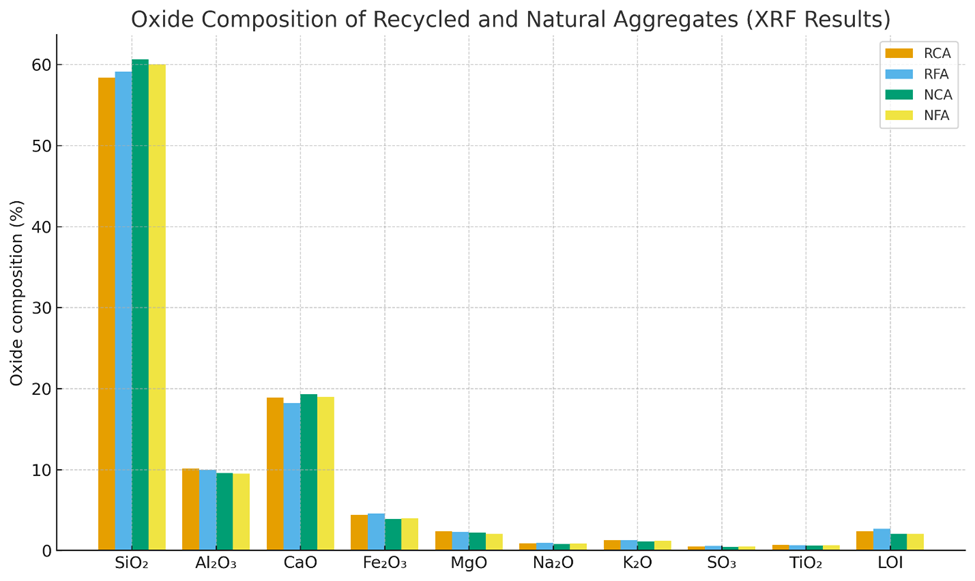 Oxide Composition of Recycled and Natural Aggregates (XRF Results)
RCA
RFA
NCA
NFA
Oxide composition (%)
60
50
40
30
20
10
0
SiO₂ Al₂O₃ CaO Fe₂O₃ MgO Na₂O K₂O SO₃ TiO₂ LOI